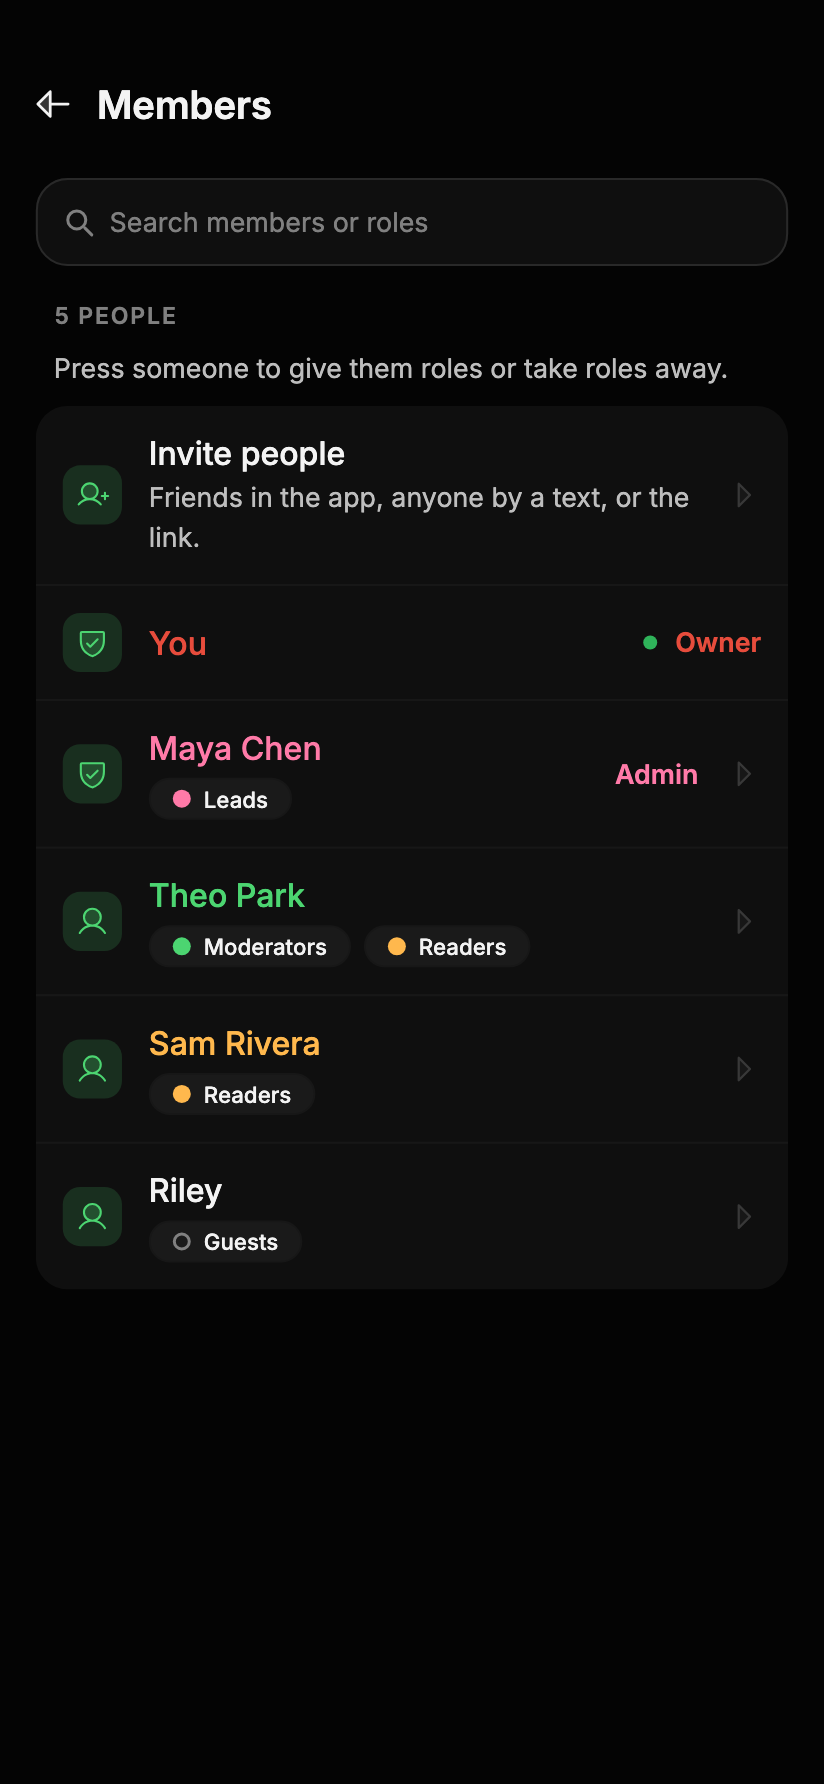 Members
Search members or roles
5 PEOPLE
Press someone to give them roles or take roles away.
Invite people
Friends in the app, anyone by a text, or the
link.
You
Owner
Maya Chen
Leads
Admin
Theo Park
Moderators
Readers
Sam Rivera
Readers
Riley
Guests